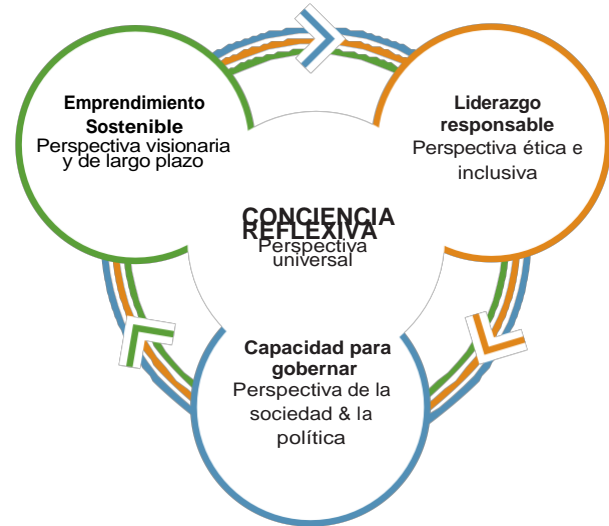 Emprendimiento
Sostenible
Perspectiva visionaria
y de largo plazo
Liderazgo
responsable
Perspectiva ética e
inclusiva
CONCIENCIA
REFLEXIVA
Perspectiva
universal
Capacidad para
gobernar
Perspectiva de la
sociedad & la
política